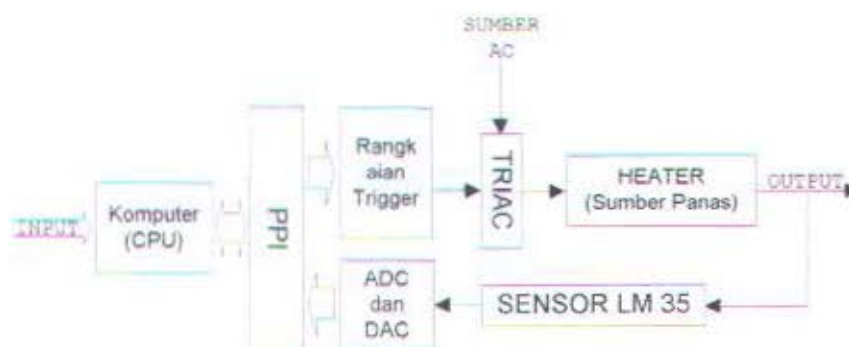 SUMBER
AC
Rangk
aian
Trigger
TRIAC
HEATER
(Sumber Panas)
OUTPUT
PPI
Komputer
(CPU)
INPUT
ADC
dan
DAC
SENSOR LM 35